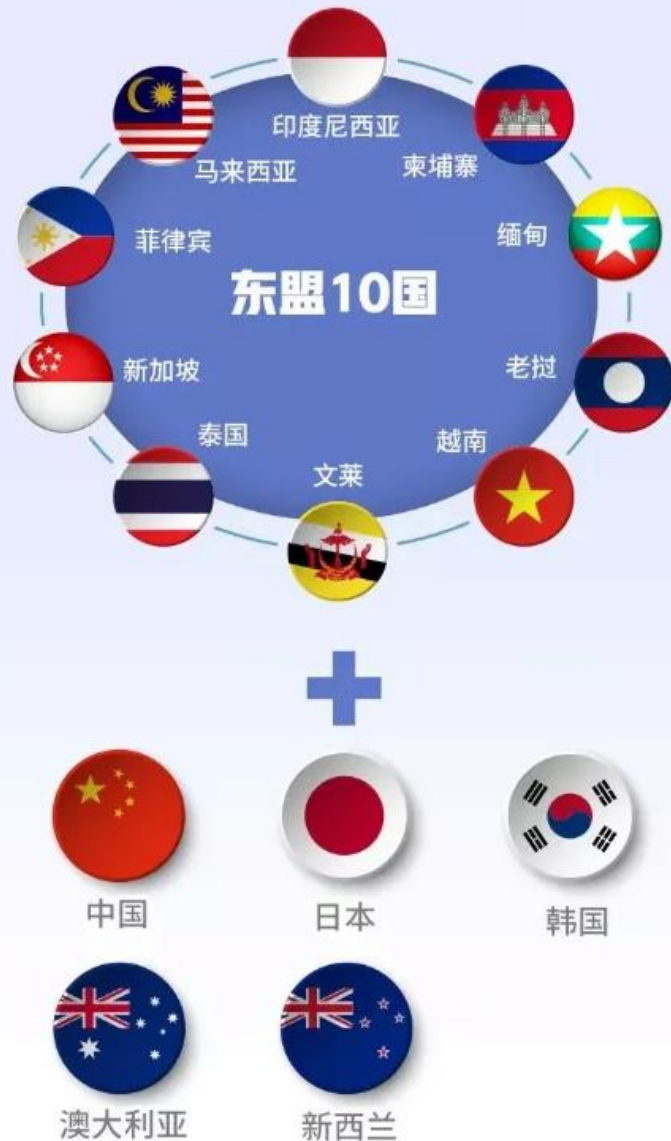 印度尼西亚
马来西亚
柬埔寨
菲律宾
缅甸
东盟10国
新加坡
老挝
泰国
越南
文莱
中国
日本
韩国
澳大利亚
新西兰